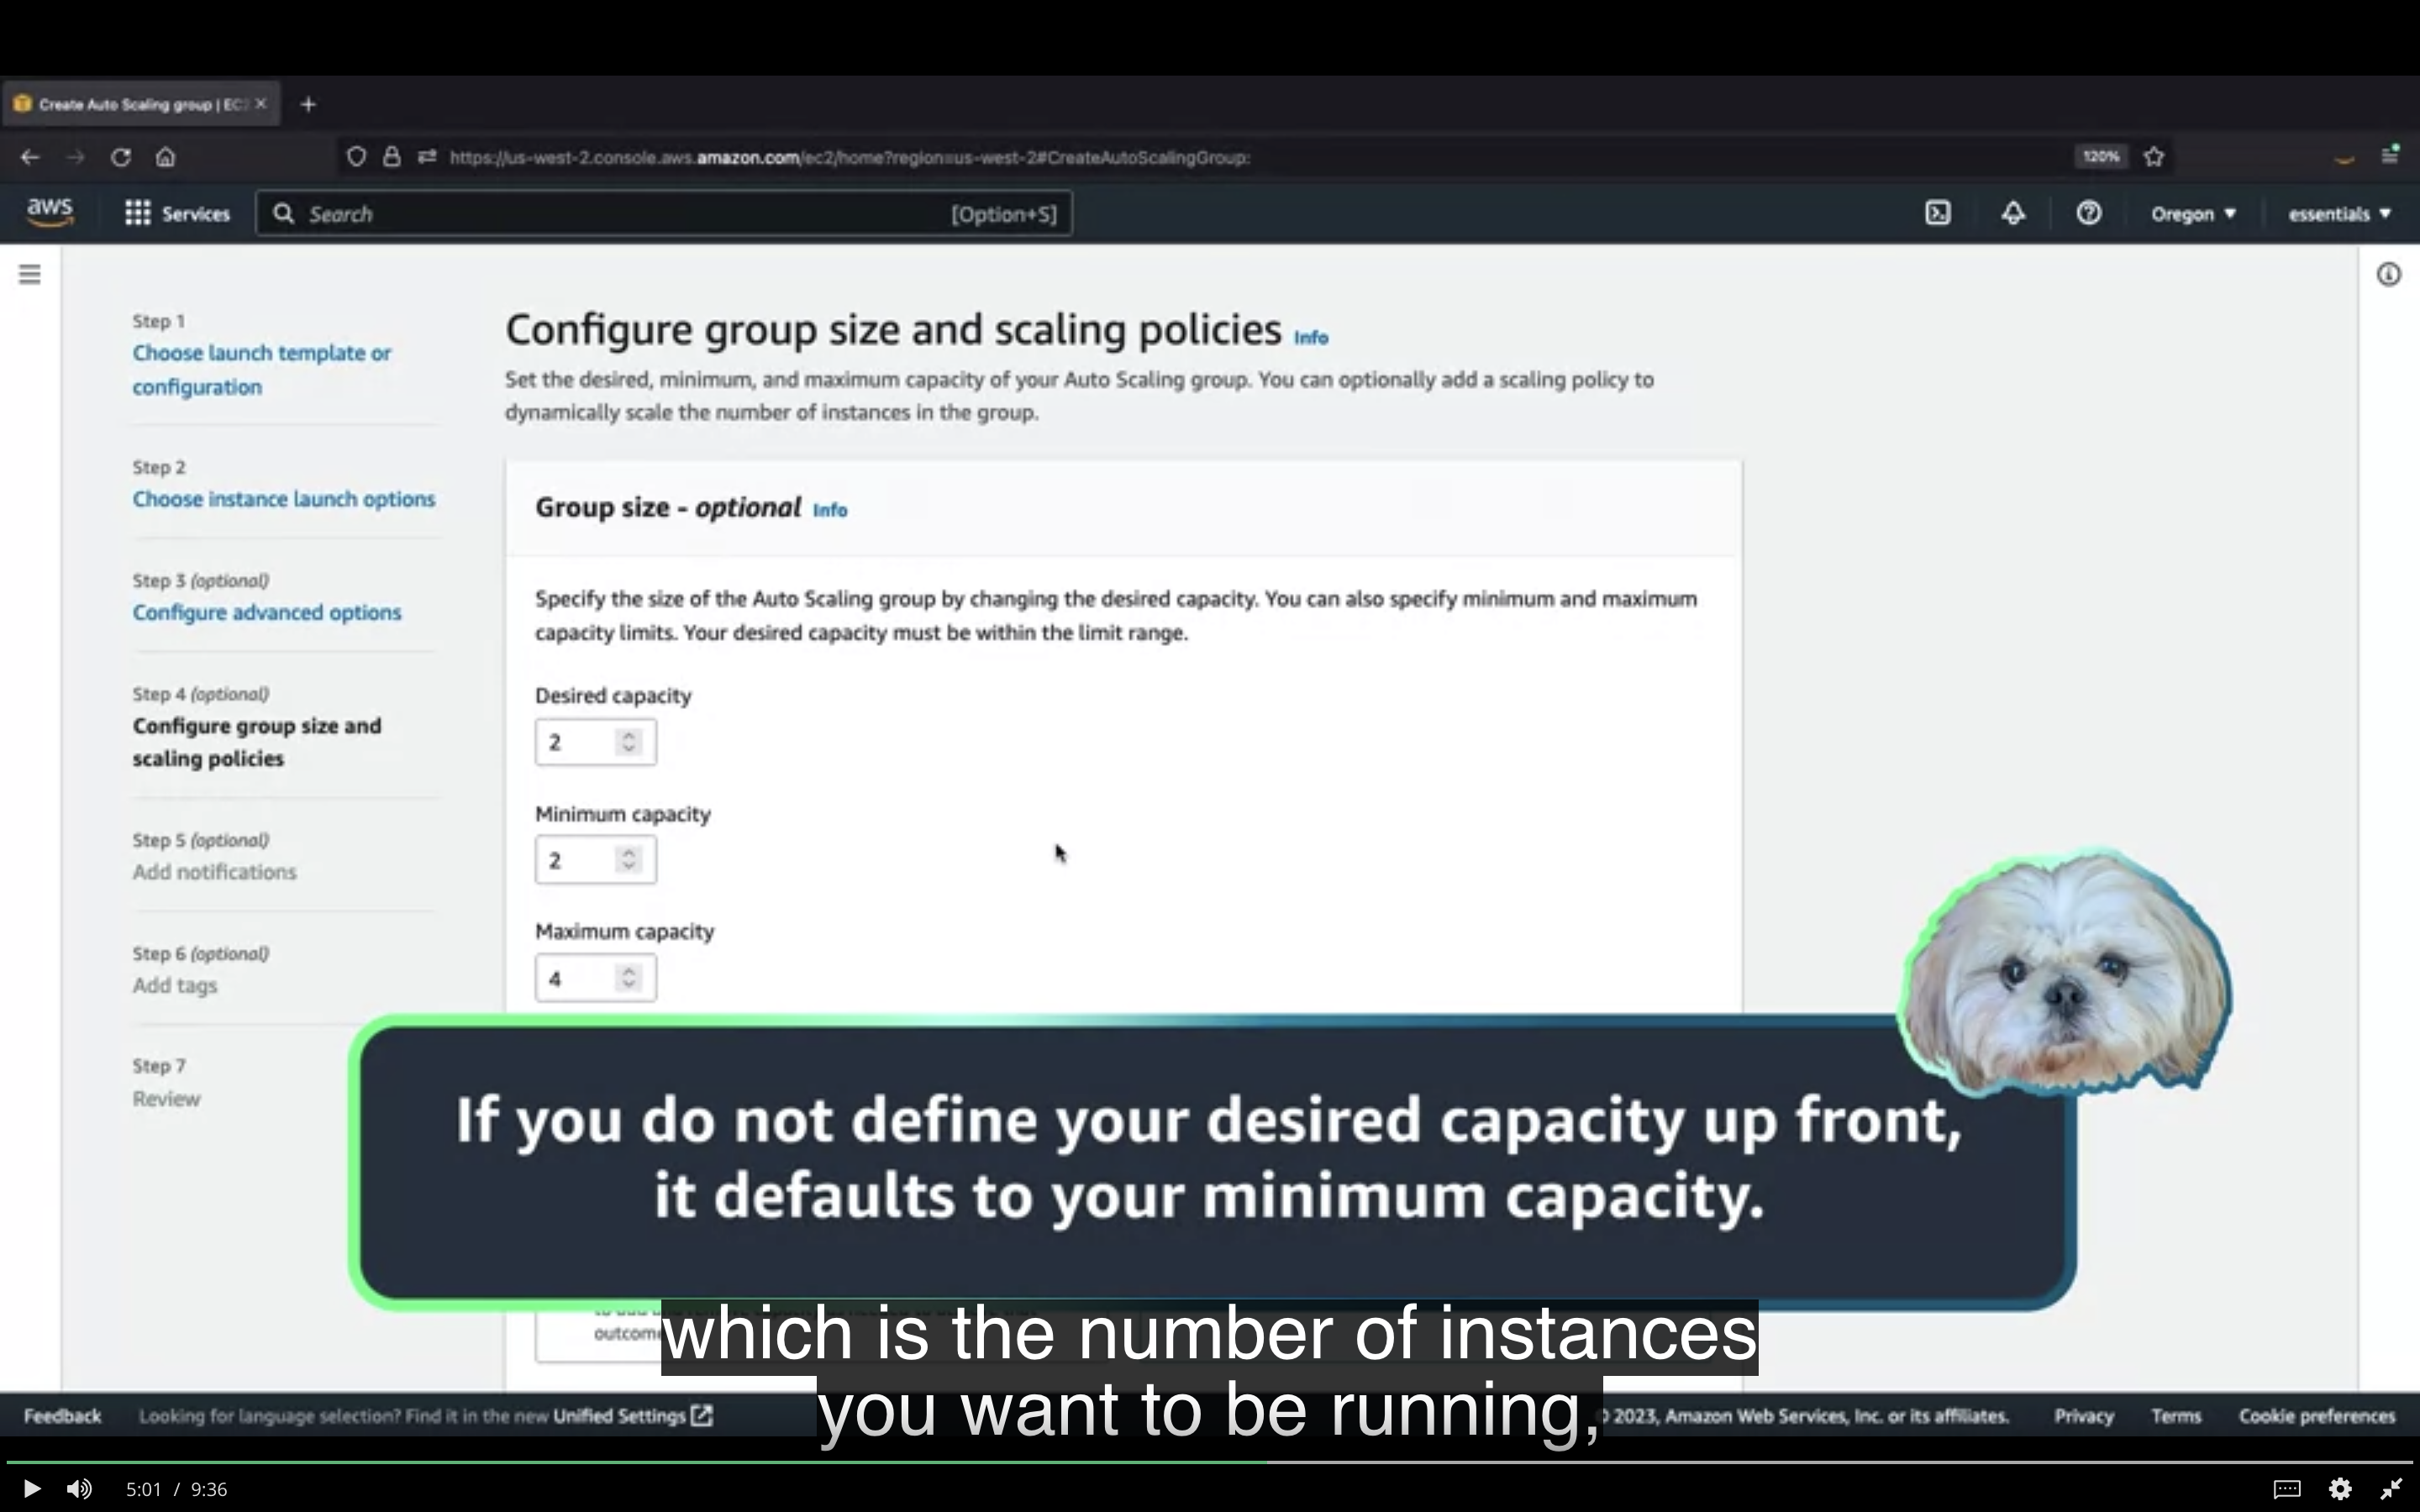 Create Auto Scaling group | EC
https://us-west-2.console.aws.amazon.com/ec2/home?region=us-west-2#CreateAutoScalingGroup:
120%
aws
Services
Search
[Option+S]
Oregon
essentials
Step 1
Choose launch template or
configuration
Step 2
Choose instance launch options
Step 3 (optional)
Configure advanced options
Step 4 (optional)
Configure group size and
scaling policies
Step 5 (optional)
Add notifications
Step 6 (optional)
Add tags
Step 7
Review
Configure group size and scaling policies Info
Set the desired, minimum, and maximum capacity of your Auto Scaling group. You can optionally add a scaling policy to
dynamically scale the number of instances in the group.
Group size - optional Info
Specify the size of the Auto Scaling group by changing the desired capacity. You can also specify minimum and maximum
capacity limits. Your desired capacity must be within the limit range.
Desired capacity
2
Minimum capacity
2
Maximum capacity
4
If you do not define your desired capacity up front,
it defaults to your minimum capacity.
which is the number of instances
you want to be running,
Feedback
Looking for language selection? Find it in the new Unified Settings
2023, Amazon Web Services, Inc. or its affiliates.
Privacy
Terms
Cookie preferences
5:01 / 9:36